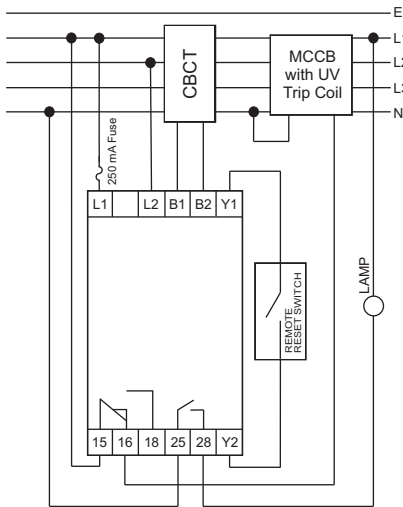 E
L1
L2
L3
N
CBCT
MCCB
with UV
Trip Coil
250 mA Fuse
L1 L2 B1 B2 Y1
REMOTE
RESET SWITCH
LAMP
15 16 18 25 28 Y2